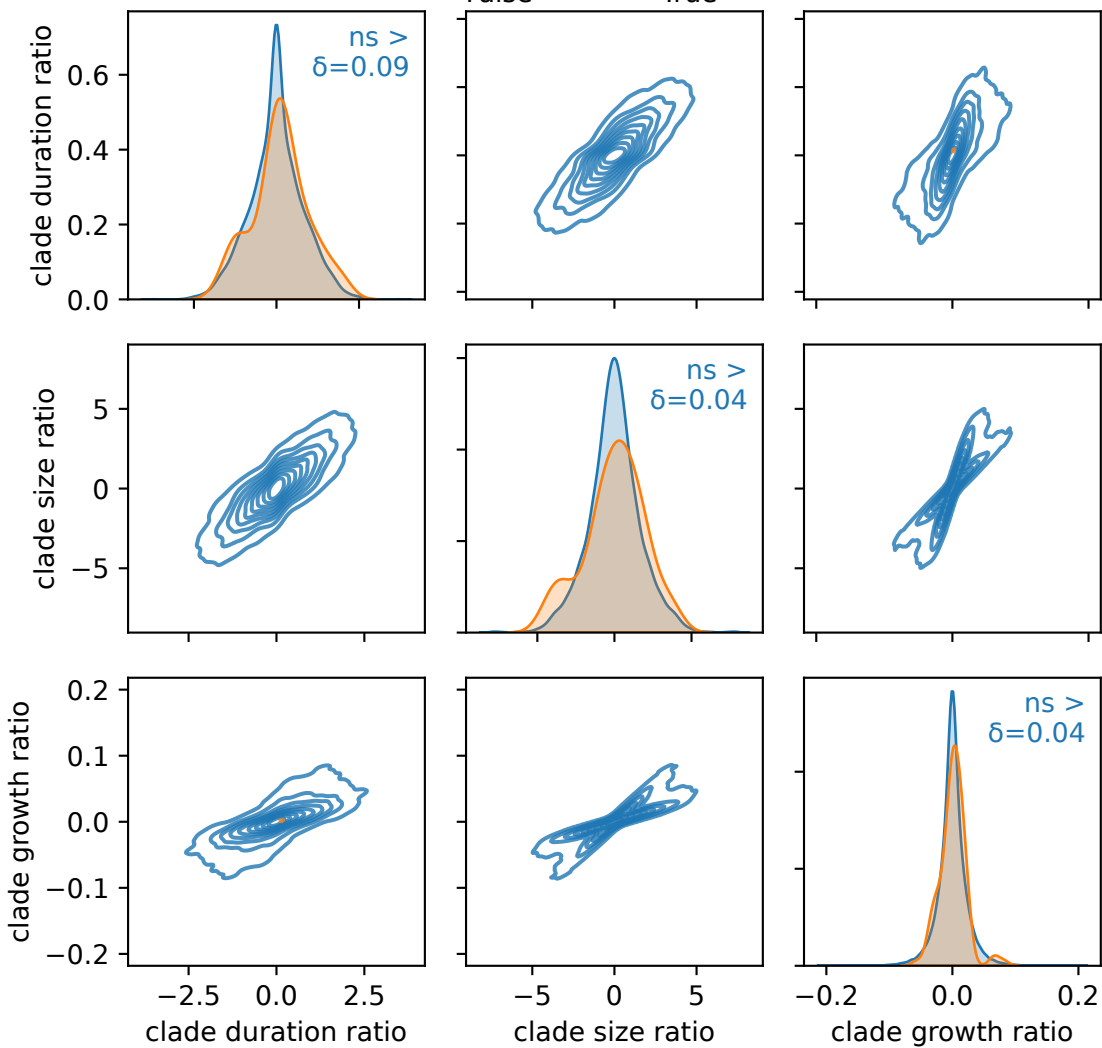 False True
clade duration ratio
0.6
0.4
0.2
0.0
ns >
δ=0.09
clade size ratio
5
0
−5
ns >
δ=0.04
clade growth ratio
0.2
0.1
0.0
−0.1
−0.2
ns >
δ=0.04
−2.5 0.0 2.5
−5 0 5
−0.2 0.0 0.2
clade duration ratio
clade size ratio
clade growth ratio